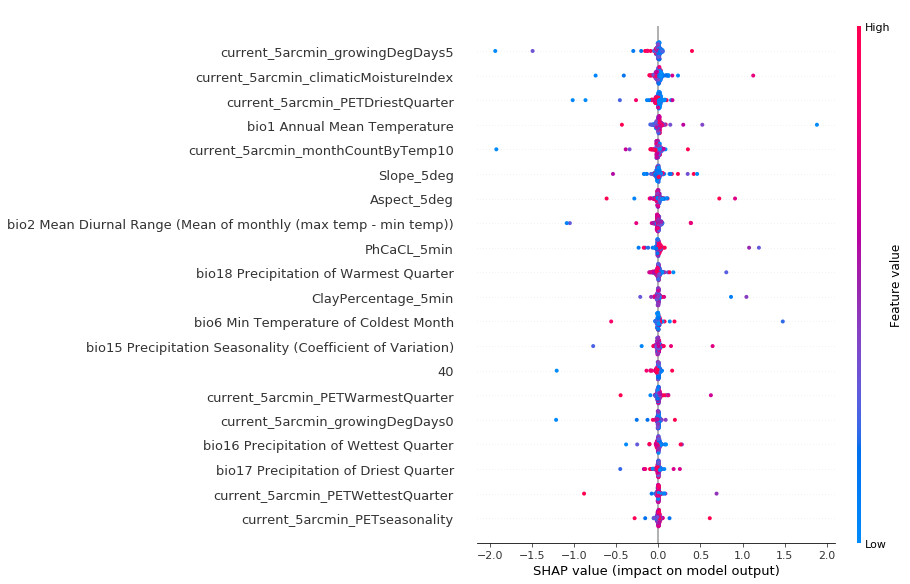 High
current_5arcmin_growingDegDays5
current_5arcmin_climaticMoistureIndex
current_5arcmin_PETDriestQuarter
bio1 Annual Mean Temperature
current_5arcmin_monthCountByTemp10
Slope_5deg
Aspect_5deg
bio2 Mean Diurnal Range (Mean of monthly (max temp - min temp))
PhCaCL_5min
bio18 Precipitation of Warmest Quarter
ClayPercentage_5min
bio6 Min Temperature of Coldest Month
bio15 Precipitation Seasonality (Coefficient of Variation)
40
current_5arcmin_PETWarmestQuarter
current_5arcmin_growingDegDays0
bio16 Precipitation of Wettest Quarter
bio17 Precipitation of Driest Quarter
current_5arcmin_PETWettestQuarter
current_5arcmin_PETseasonality
Feature value
Low
−2.0 −1.5 −1.0 −0.5 0.0 0.5 1.0 1.5 2.0
SHAP value (impact on model output)